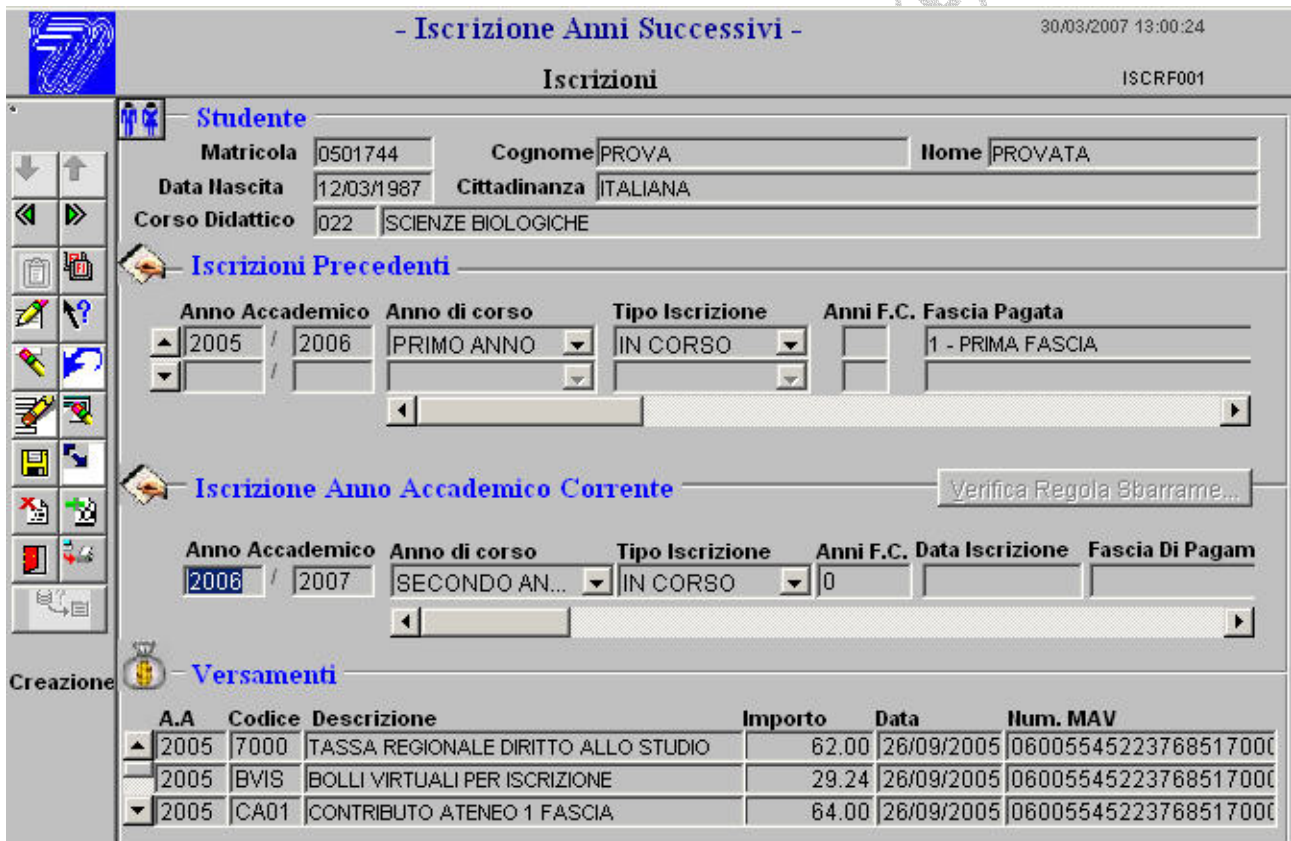 - Iscrizione Anni Successivi - 30/03/2007 13:00:24
Iscrizioni ISCRF001
Studente
Matricola 0501744 Cognome PROVA Nome PROVATA
Data Nascita 12/03/1987 Cittadinanza ITALIANA
Corso Didattico 022 SCIENZE BIOLOGICHE
Iscrizioni Precedenti
Anno Accademico Anno di corso Tipo Iscrizione Anni F.C. Fascia Pagata
2005 / 2006 PRIMO ANNO IN CORSO 1 - PRIMA FASCIA
/
Iscrizione Anno Accademico Corrente Verifica Regola Sbarrame...
Anno Accademico Anno di corso Tipo Iscrizione Anni F.C. Data Iscrizione Fascia Di Pagam
2006 / 2007 SECONDO AN... IN CORSO 0
Creazione
Versamenti
A.A Codice Descrizione Importo Data Num. MAV
2005 7000 TASSA REGIONALE DIRITTO ALLO STUDIO 62.00 26/09/2005 06005545223768517000
2005 BVIS BOLLI VIRTUALI PER ISCRIZIONE 29.24 26/09/2005 06005545223768517000
2005 CA01 CONTRIBUTO ATENEO 1 FASCIA 64.00 26/09/2005 06005545223768517000